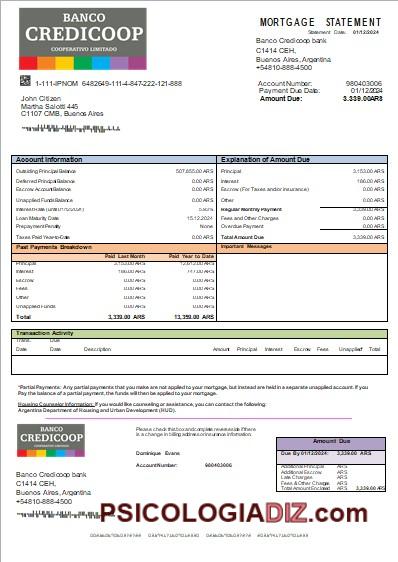 BANCO
CREDICOOP
COOPERATIVO LIMITADO
MORTGAGE STATEMENT
Statement Date: 01/12/2024
Banco Credicoop bank
C1414 CEH,
Buenos Aires, Argentina
+54810-888-4500
1-111-IPNOM 6482649-111-4-847-222-121-888
Account Number: 980403006
Payment Due Date: 01/12/2024
Amount Due: 3.339.00ARS
John Citizen
Martha Salotti 445
C1107 CMB, Buenos Aires
Account Information
Outstanding Principal Balance 507,655.00 ARS
Deferred Principal Balance 0.00 ARS
Escrow Account Balance 0.00 ARS
Unapplied Funds Balance 0.00 ARS
Interest Rate (until 01/12/2021)
Loan Maturity Date 15.12.2024
Prepayment Penalty None
Taxes Paid Year-to-Date 0.00 ARS
Explanation of Amount Due
Principal 3,153.00 ARS
Interest 186.00 ARS
Escrow (For Taxes and/or Insurance) 0.00 ARS
Other 0.00 ARS
Regular Monthly Payment 3,339.00 ARS
Fees and Other Charges 0.00 ARS
Overdue Payment 0.00 ARS
Total Amount Due 3,339.00 ARS
Past Payments Breakdown
Paid Last Month Paid Year to Date
Principal 3,153.00 ARS 12,612.00 ARS
Interest 186.00 ARS 747.00 ARS
Escrow 0.00 ARS 0.00 ARS
Fees 0.00 ARS 0.00 ARS
Other 0.00 ARS 0.00 ARS
Unapplied Funds 0.00 ARS 0.00 ARS
Total 3,339.00 ARS 13,359.00 ARS
Important Messages
Transaction Activity
Trans. Due
Date Date Description Amount Principal Interest Escrow Fees Unapplied* Total
*Partial Payments: Any partial payments that you make are not applied to your mortgage, but instead are held in a separate unapplied account. If you
Pay the balance of a partial payment, the funds will then be applied to your mortgage.
Housing Counselor Information: If you would like counseling or assistance, you can contact the following:
Argentina Department of Housing and Urban Development (HUD).
BANCO
CREDICOOP
COOPERATIVO LIMITADO
Please check this box and complete reverse side if there
is a change in billing address or insurance information.
Dominique Evans
Account Number: 980403006
Amount Due
Due By 01/12/2024: 3,339.00 ARS
Additional Principal ARS
Additional Escrow ARS
Late Charges ARS
Fees & Other Charges ARS
Total Amount Enclosed ARS 3,339.00 ARS
Banco Credicoop bank
C1414 CEH,
Buenos Aires, Argentina
+54810-888-4500
PSICOLOGIADIZ.com